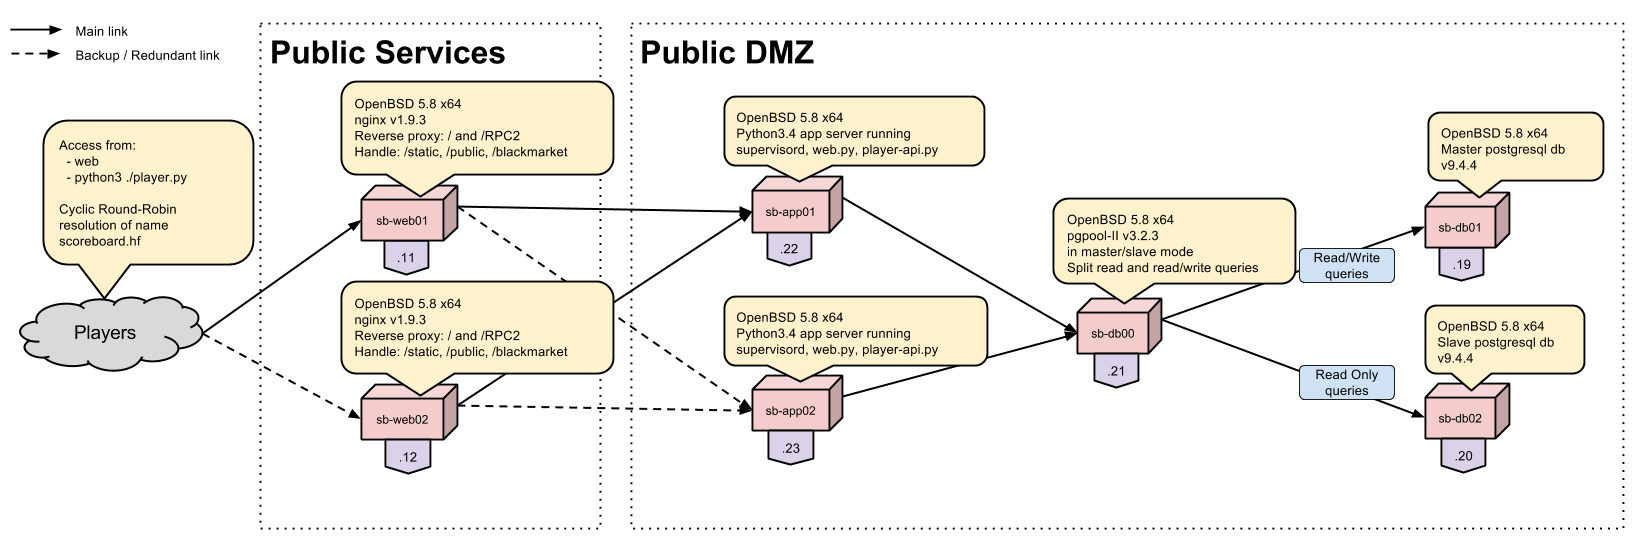 Main link
Backup / Redundant link
Public Services
Public DMZ
Access from:
- web
- python3 ./player.py
Cyclic Round-Robin
resolution of name
scoreboard.hf
Players
OpenBSD 5.8 x64
nginx v1.9.3
Reverse proxy: / and /RPC2
Handle: /static, /public, /blackmarket
sb-web01
.11
OpenBSD 5.8 x64
nginx v1.9.3
Reverse proxy: / and /RPC2
Handle: /static, /public, /blackmarket
sb-web02
.12
OpenBSD 5.8 x64
Python3.4 app server running
supervisord, web.py, player-api.py
sb-app01
.22
OpenBSD 5.8 x64
Python3.4 app server running
supervisord, web.py, player-api.py
sb-app02
.23
OpenBSD 5.8 x64
pgpool-II v3.2.3
in master/slave mode
Split read and read/write queries
sb-db00
.21
Read/Write
queries
Read Only
queries
OpenBSD 5.8 x64
Master postgresql db
v9.4.4
sb-db01
.19
OpenBSD 5.8 x64
Slave postgresql db
v9.4.4
sb-db02
.20